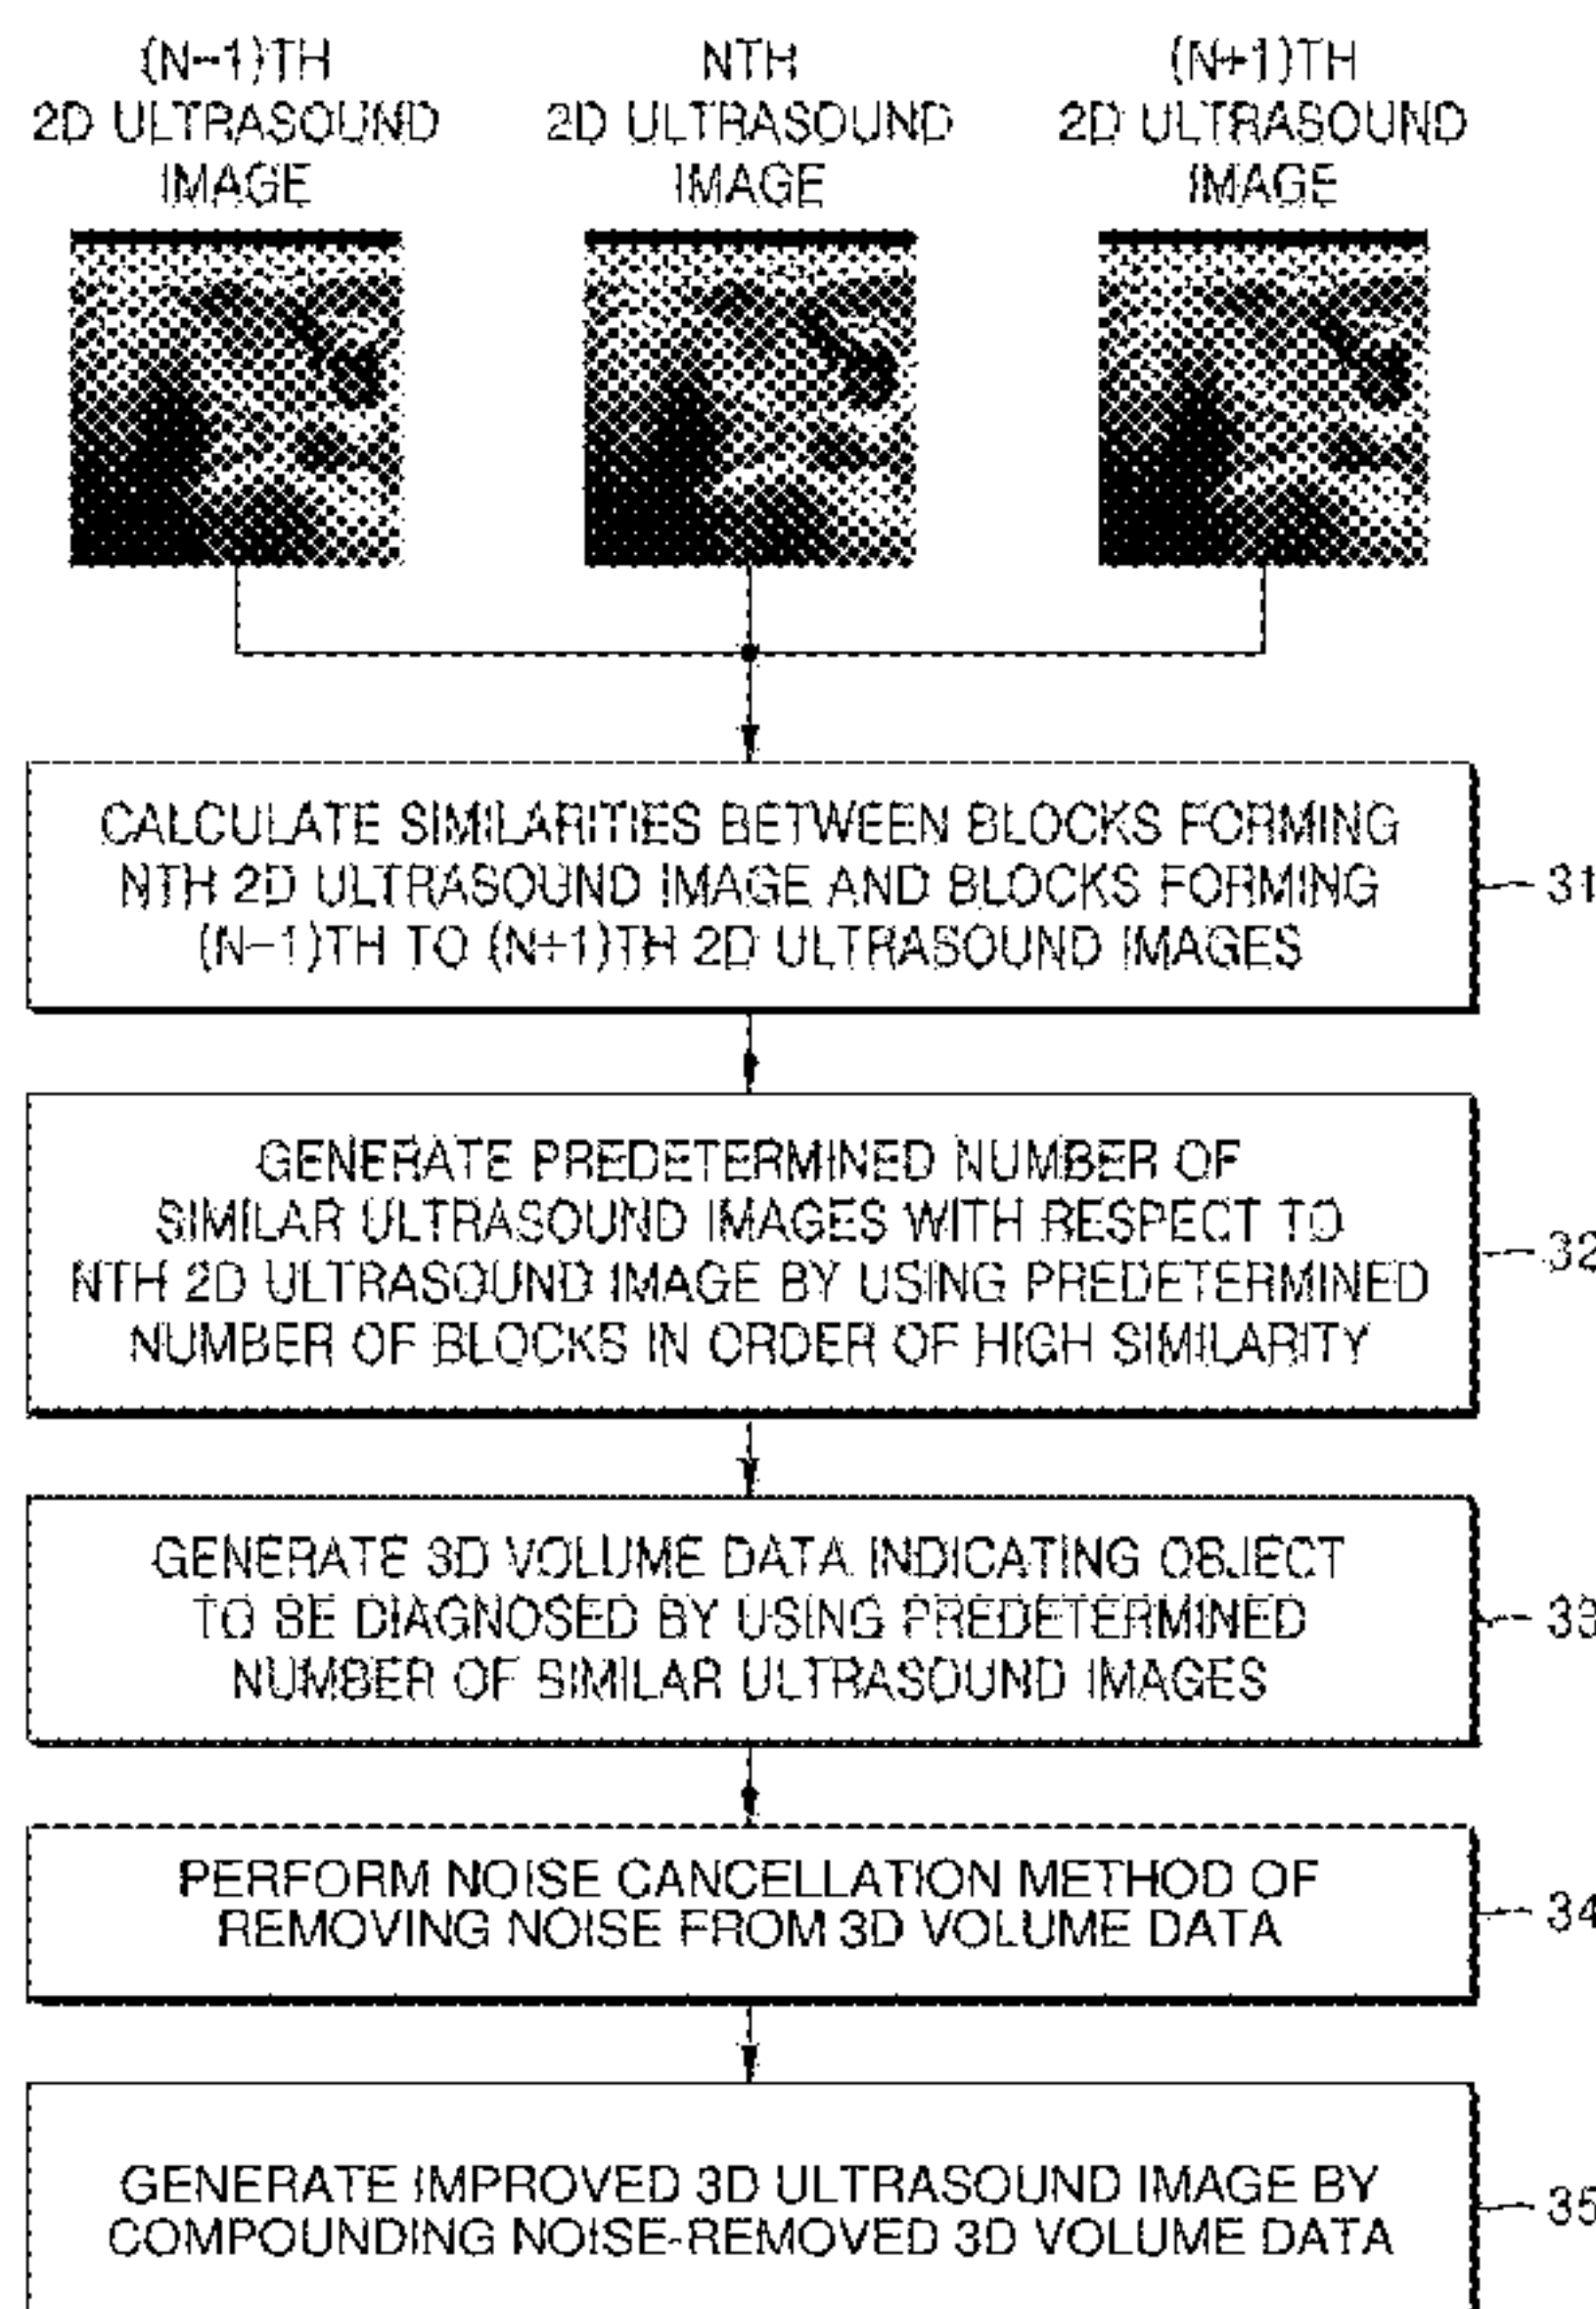 (N-1)TH
2D ULTRASOUND
IMAGE
NTH
2D ULTRASOUND
IMAGE
(N+1)TH
2D ULTRASOUND
IMAGE
CALCULATE SIMILARITIES BETWEEN BLOCKS FORMING
NTH 2D ULTRASOUND IMAGE AND BLOCKS FORMING
(N-1)TH TO (N+1)TH 2D ULTRASOUND IMAGES
31
GENERATE PREDETERMINED NUMBER OF
SIMILAR ULTRASOUND IMAGES WITH RESPECT TO
NTH 2D ULTRASOUND IMAGE BY USING PREDETERMINED
NUMBER OF BLOCKS IN ORDER OF HIGH SIMILARITY
32
GENERATE 3D VOLUME DATA INDICATING OBJECT
TO BE DIAGNOSED BY USING PREDETERMINED
NUMBER OF SIMILAR ULTRASOUND IMAGES
33
PERFORM NOISE CANCELLATION METHOD OF
REMOVING NOISE FROM 3D VOLUME DATA
34
GENERATE IMPROVED 3D ULTRASOUND IMAGE BY
COMPOUNDING NOISE-REMOVED 3D VOLUME DATA
35